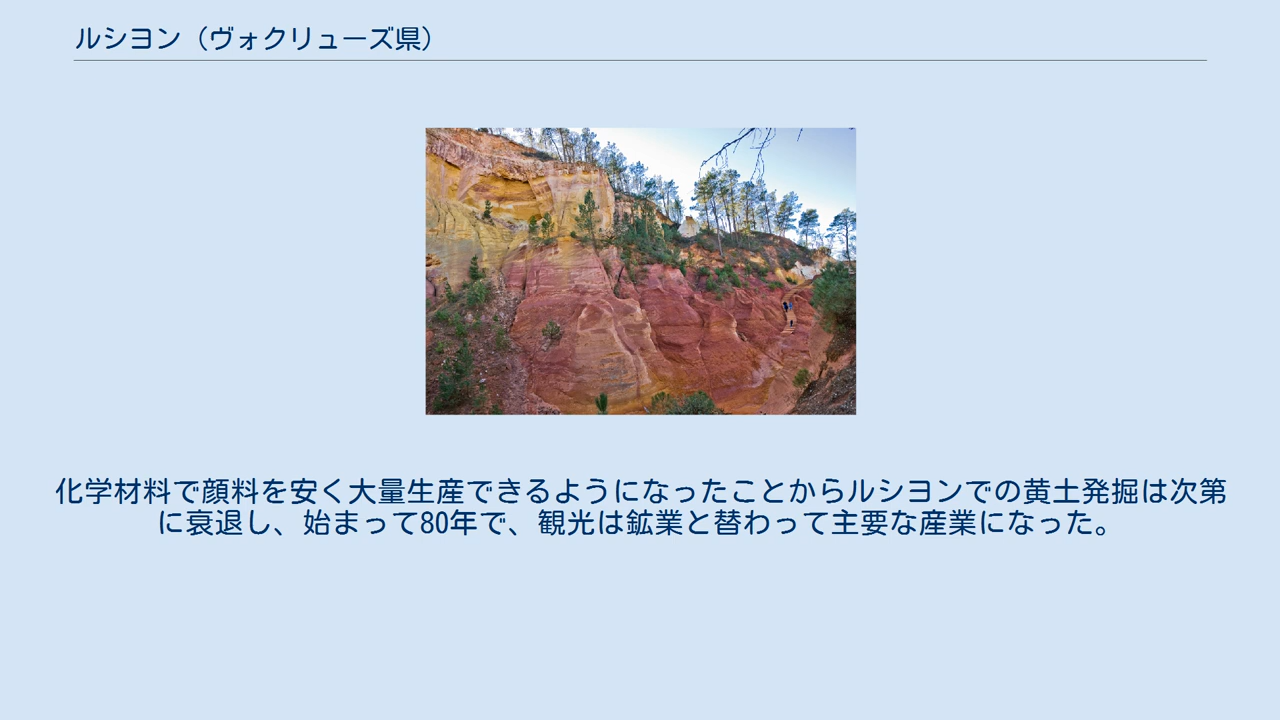 ルシヨン（ヴォクリューズ県）
化学材料で顔料を安く大量生産できるようになったことからルシヨンでの黄土発掘は次第
に衰退し、始まって80年で、観光は鉱業と替わって主要な産業になった。